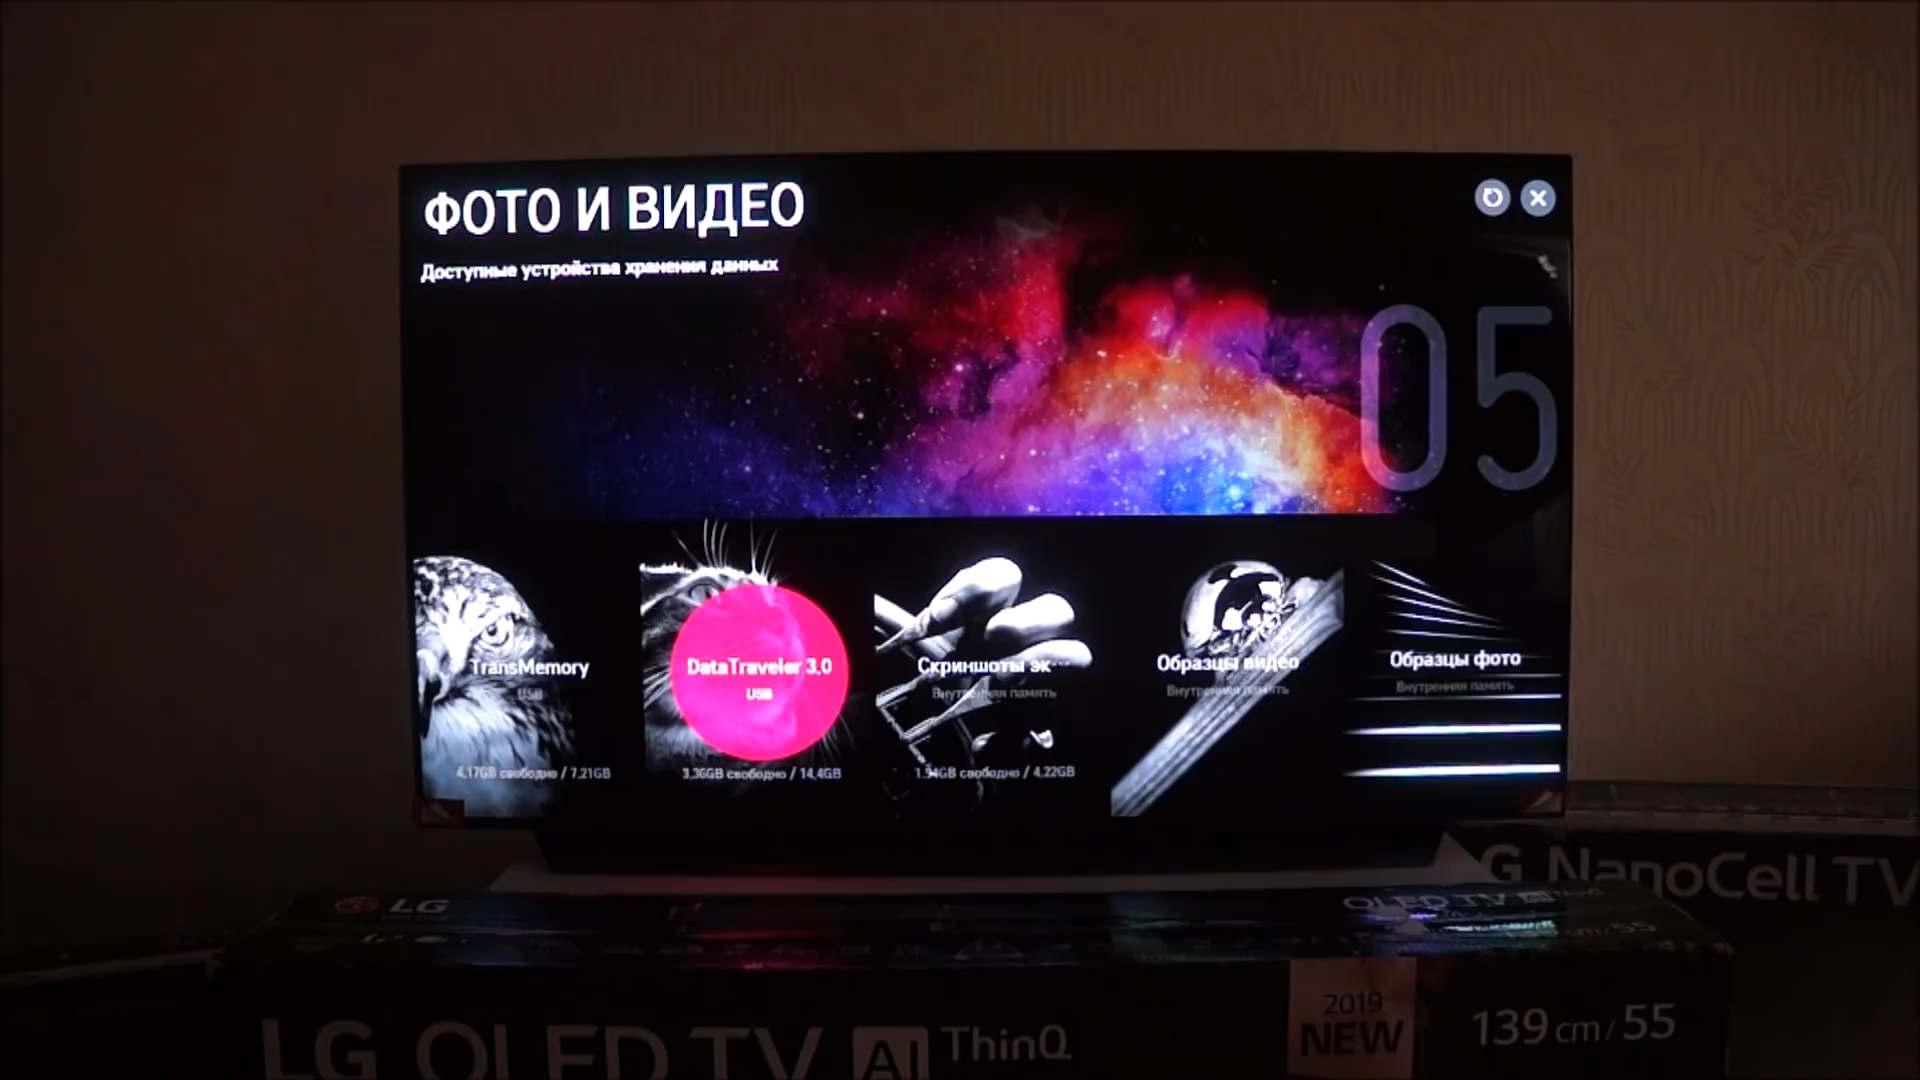 ФОТО И ВИДЕО
Доступные устройства хранения данных
05
TransMemory
USB
4,17GB свободно / 7,21GB
DataTraveler 3.0
USB
3,36GB свободно / 14,4GB
Скриншоты эк...
Внутренняя память
1.94GB свободно / 4.22GB
Образцы видео
Внутренняя память
Образцы фото
Внутренняя память
G NanoCell TV
LG
OLED TV
55
LG OLED TV AI ThinQ
2019
NEW
139 cm / 55